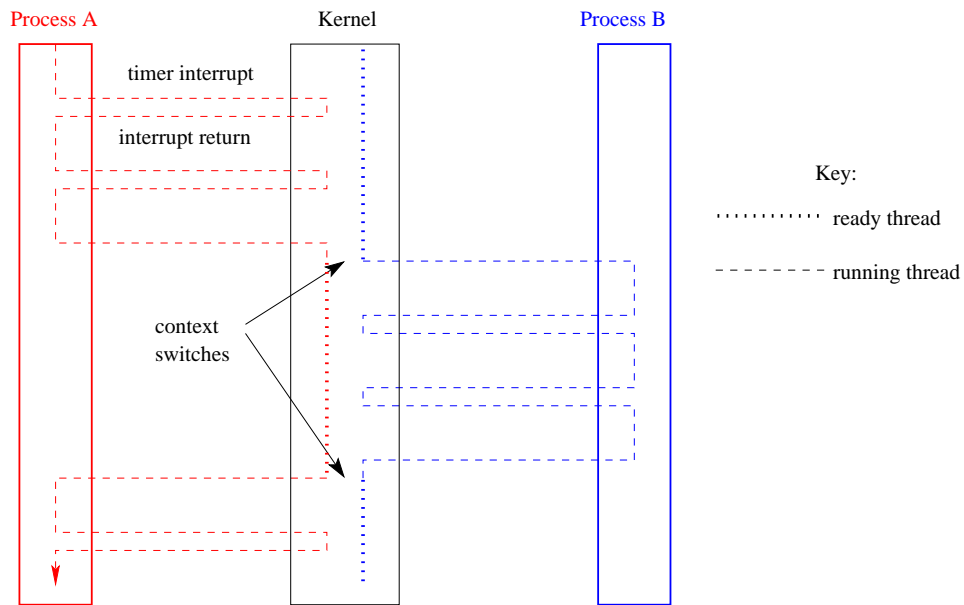 Process A
Kernel
Process B
timer interrupt
interrupt return
Key:
ready thread
running thread
context
switches